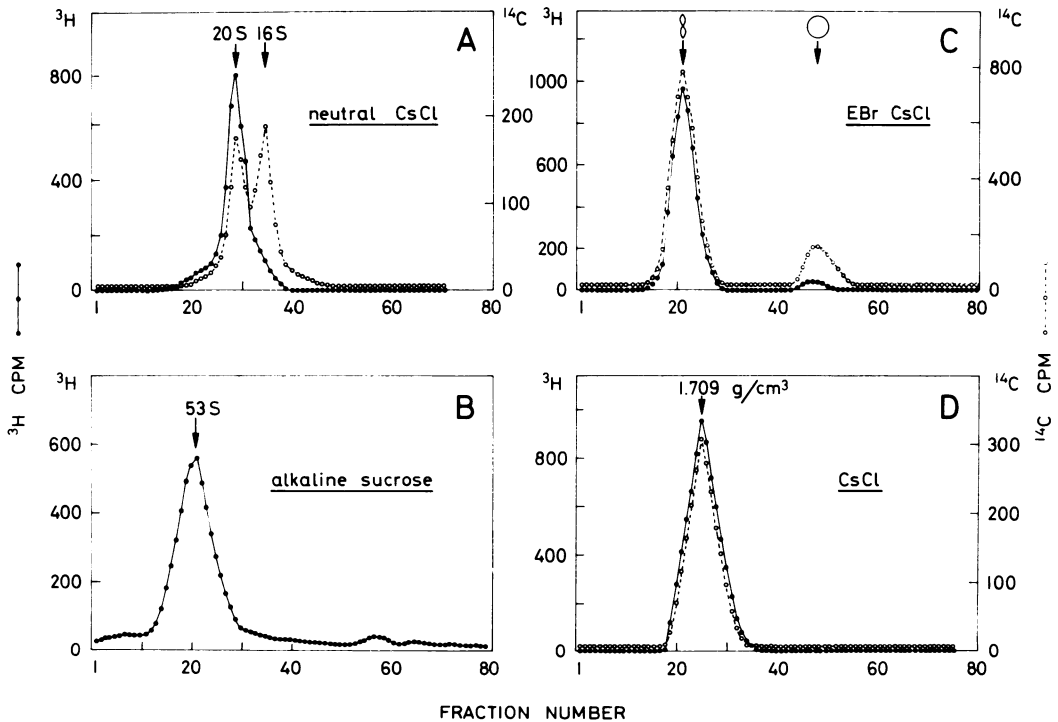 ³H
¹⁴C
A
20 S 16 S
neutral CsCl
800
400
0
200
100
0
1 20 40 60 80
³H
¹⁴C
C
EBr CsCl
1000
600
200
0
800
400
0
1 20 40 60 80
³H
B
53 S
alkaline sucrose
600
400
200
0
1 20 40 60 80
³H
¹⁴C
D
1.709 g/cm³
CsCl
800
400
0
300
200
100
0
1 20 40 60 80
³H CPM
¹⁴C CPM
FRACTION NUMBER